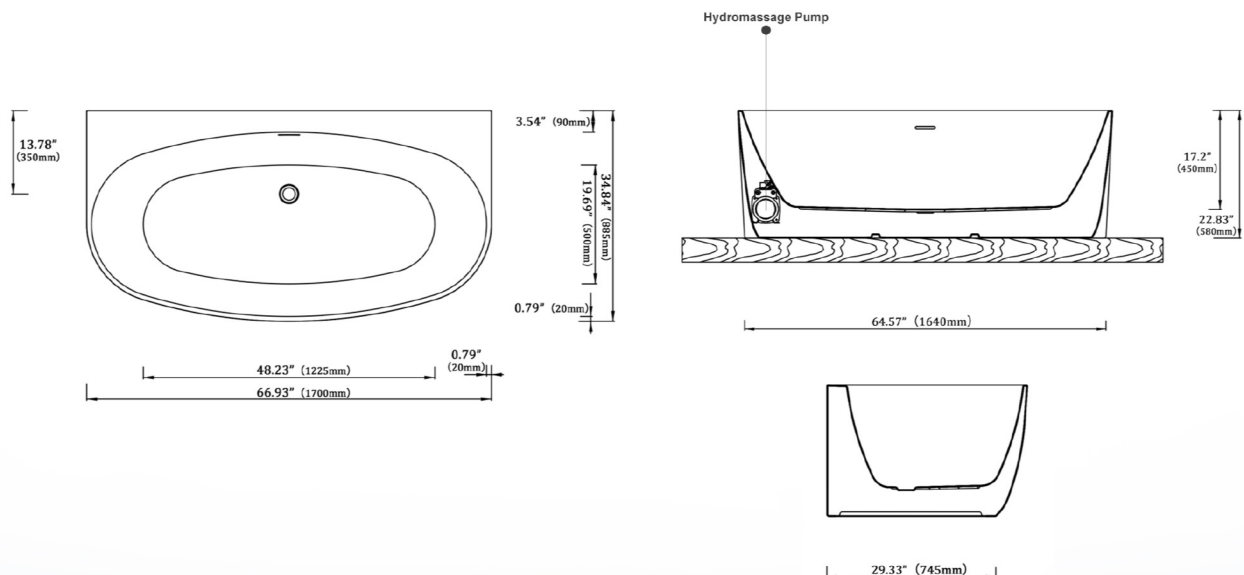 Hydromassage Pump
13.78"
(350mm)
3.54" (90mm)
19.69" (500mm)
34.84" (885mm)
0.79" (20mm)
0.79"
(20mm)
48.23" (1225mm)
66.93" (1700mm)
17.2"
(450mm)
22.83"
(580mm)
64.57" (1640mm)
29.33" (745mm)